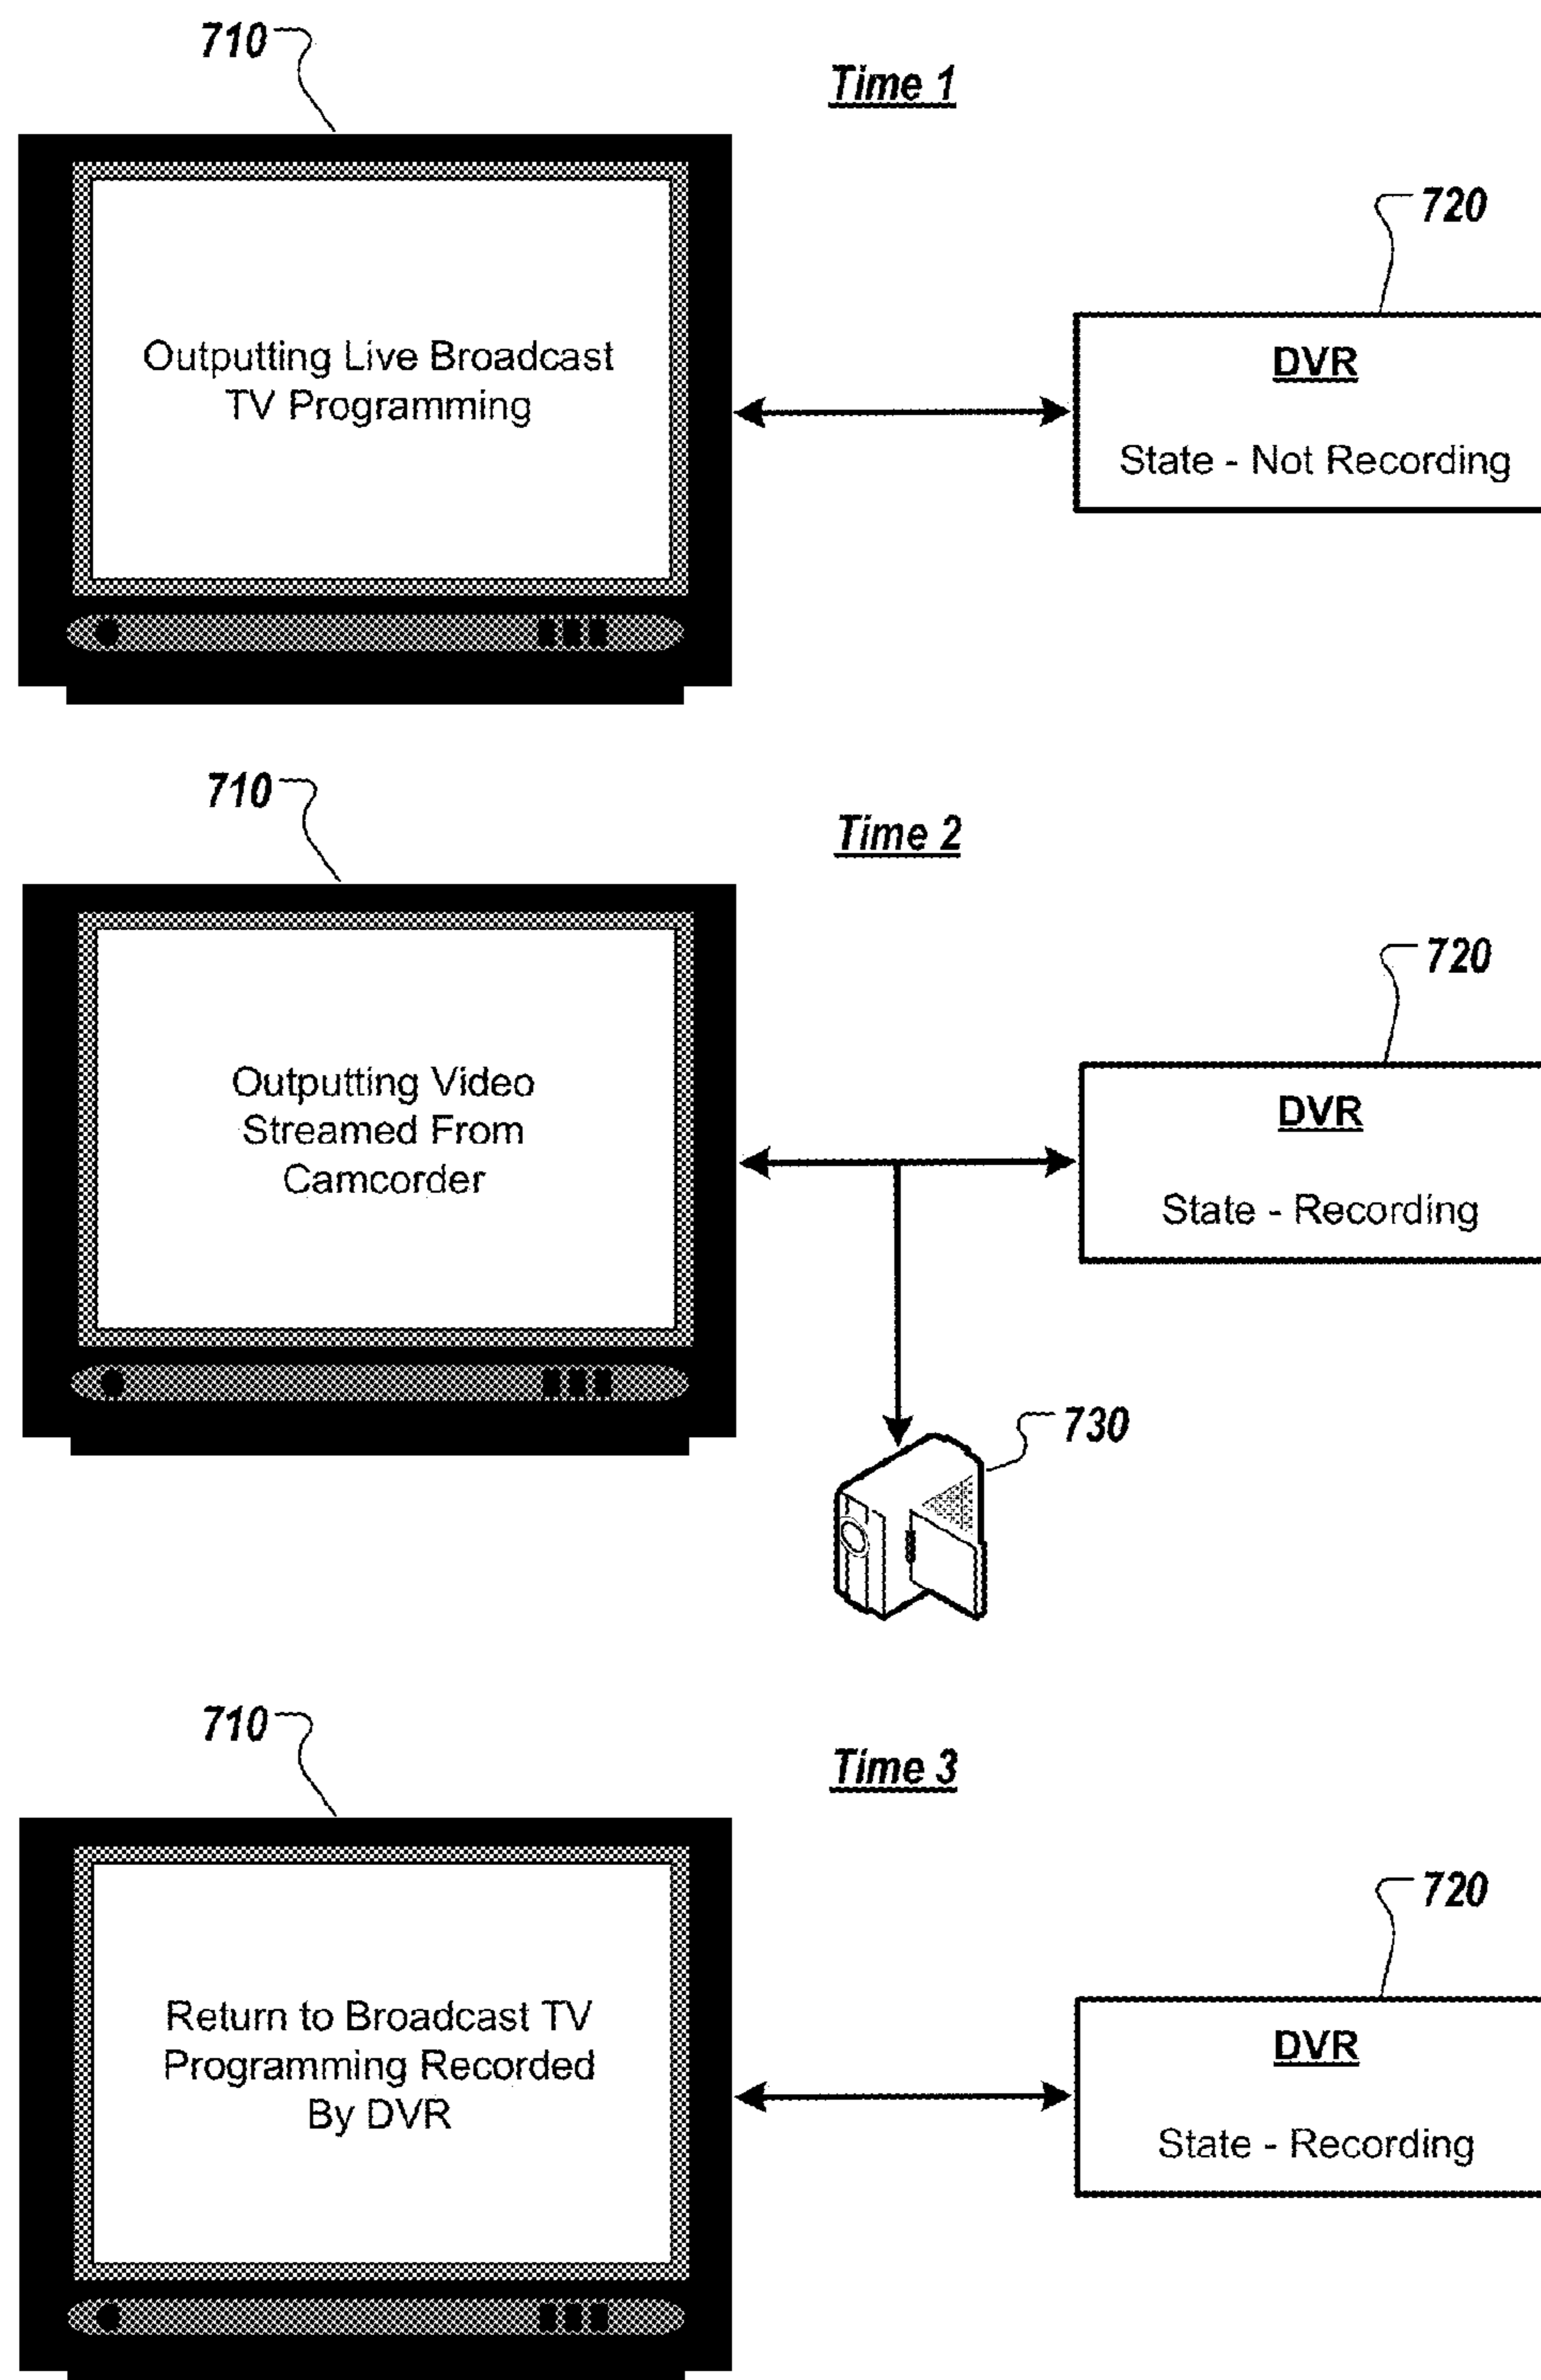 710
Time 1
720
Outputting Live Broadcast
TV Programming
DVR
State - Not Recording
710
Time 2
720
Outputting Video
Streamed From
Camcorder
DVR
State - Recording
730
710
Time 3
720
Return to Broadcast TV
Programming Recorded
By DVR
DVR
State - Recording